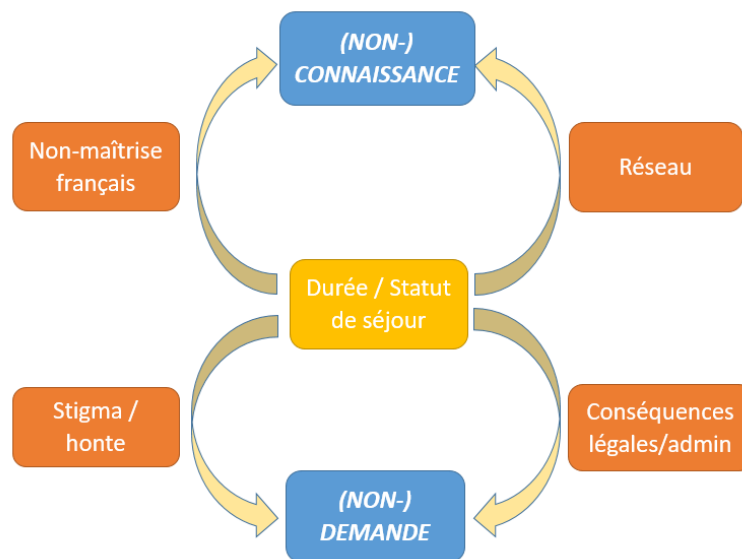 (NON-)
CONNAISSANCE
Non-maîtrise
français
Réseau
Durée / Statut
de séjour
Stigma /
honte
Conséquences
légales/admin
(NON-)
DEMANDE